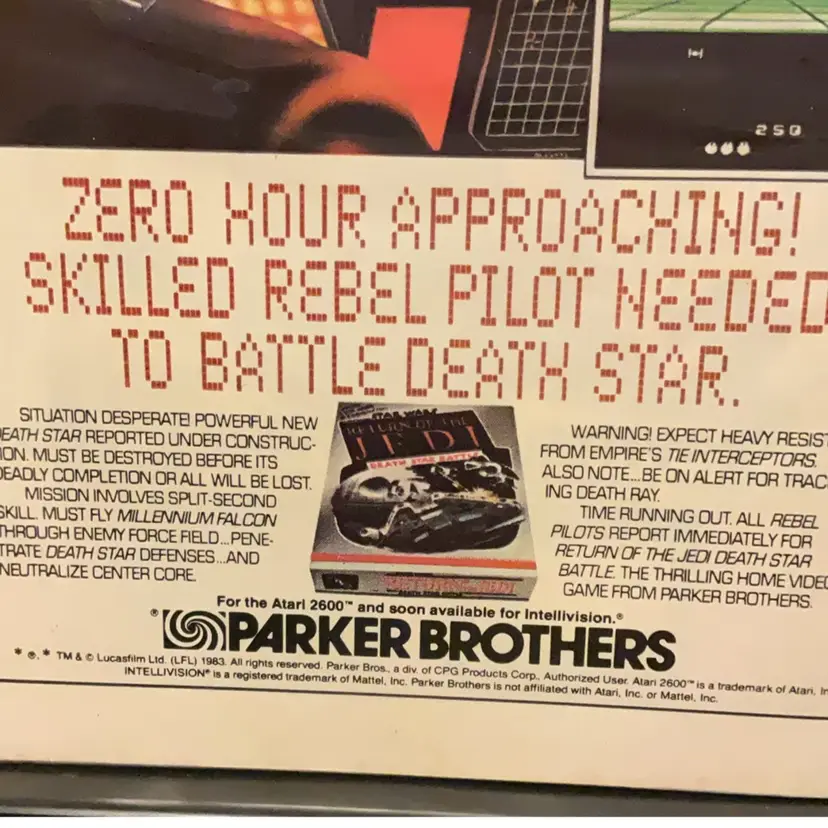 250
ZERO HOUR APPROACHING!
SKILLED REBEL PILOT NEEDED
TO BATTLE DEATH STAR.
SITUATION DESPERATE! POWERFUL NEW
DEATH STAR REPORTED UNDER CONSTRUC-
ION. MUST BE DESTROYED BEFORE ITS
DEADLY COMPLETION OR ALL WILL BE LOST.
MISSION INVOLVES SPLIT-SECOND
SKILL. MUST FLY MILLENNIUM FALCON
THROUGH ENEMY FORCE FIELD...PENE-
TRATE DEATH STAR DEFENSES...AND
NEUTRALIZE CENTER CORE.
STAR WARS
RETURN OF THE
JEDI
DEATH STAR BATTLE
RETURN OF THE JEDI
WARNING! EXPECT HEAVY RESIST
FROM EMPIRE'S TIE INTERCEPTORS.
ALSO NOTE...BE ON ALERT FOR TRAC
ING DEATH RAY.
TIME RUNNING OUT. ALL REBEL
PILOTS REPORT IMMEDIATELY FOR
RETURN OF THE JEDI DEATH STAR
BATTLE. THE THRILLING HOME VIDEO
GAME FROM PARKER BROTHERS.
For the Atari 2600™ and soon available for Intellivision.®
® PARKER BROTHERS
* ®, * TM & © Lucasfilm Ltd. (LFL) 1983. All rights reserved. Parker Bros., a div. of CPG Products Corp., Authorized User. Atari 2600™ is a trademark of Atari, In
INTELLIVISION® is a registered trademark of Mattel, Inc. Parker Brothers is not affiliated with Atari, Inc. or Mattel, Inc.